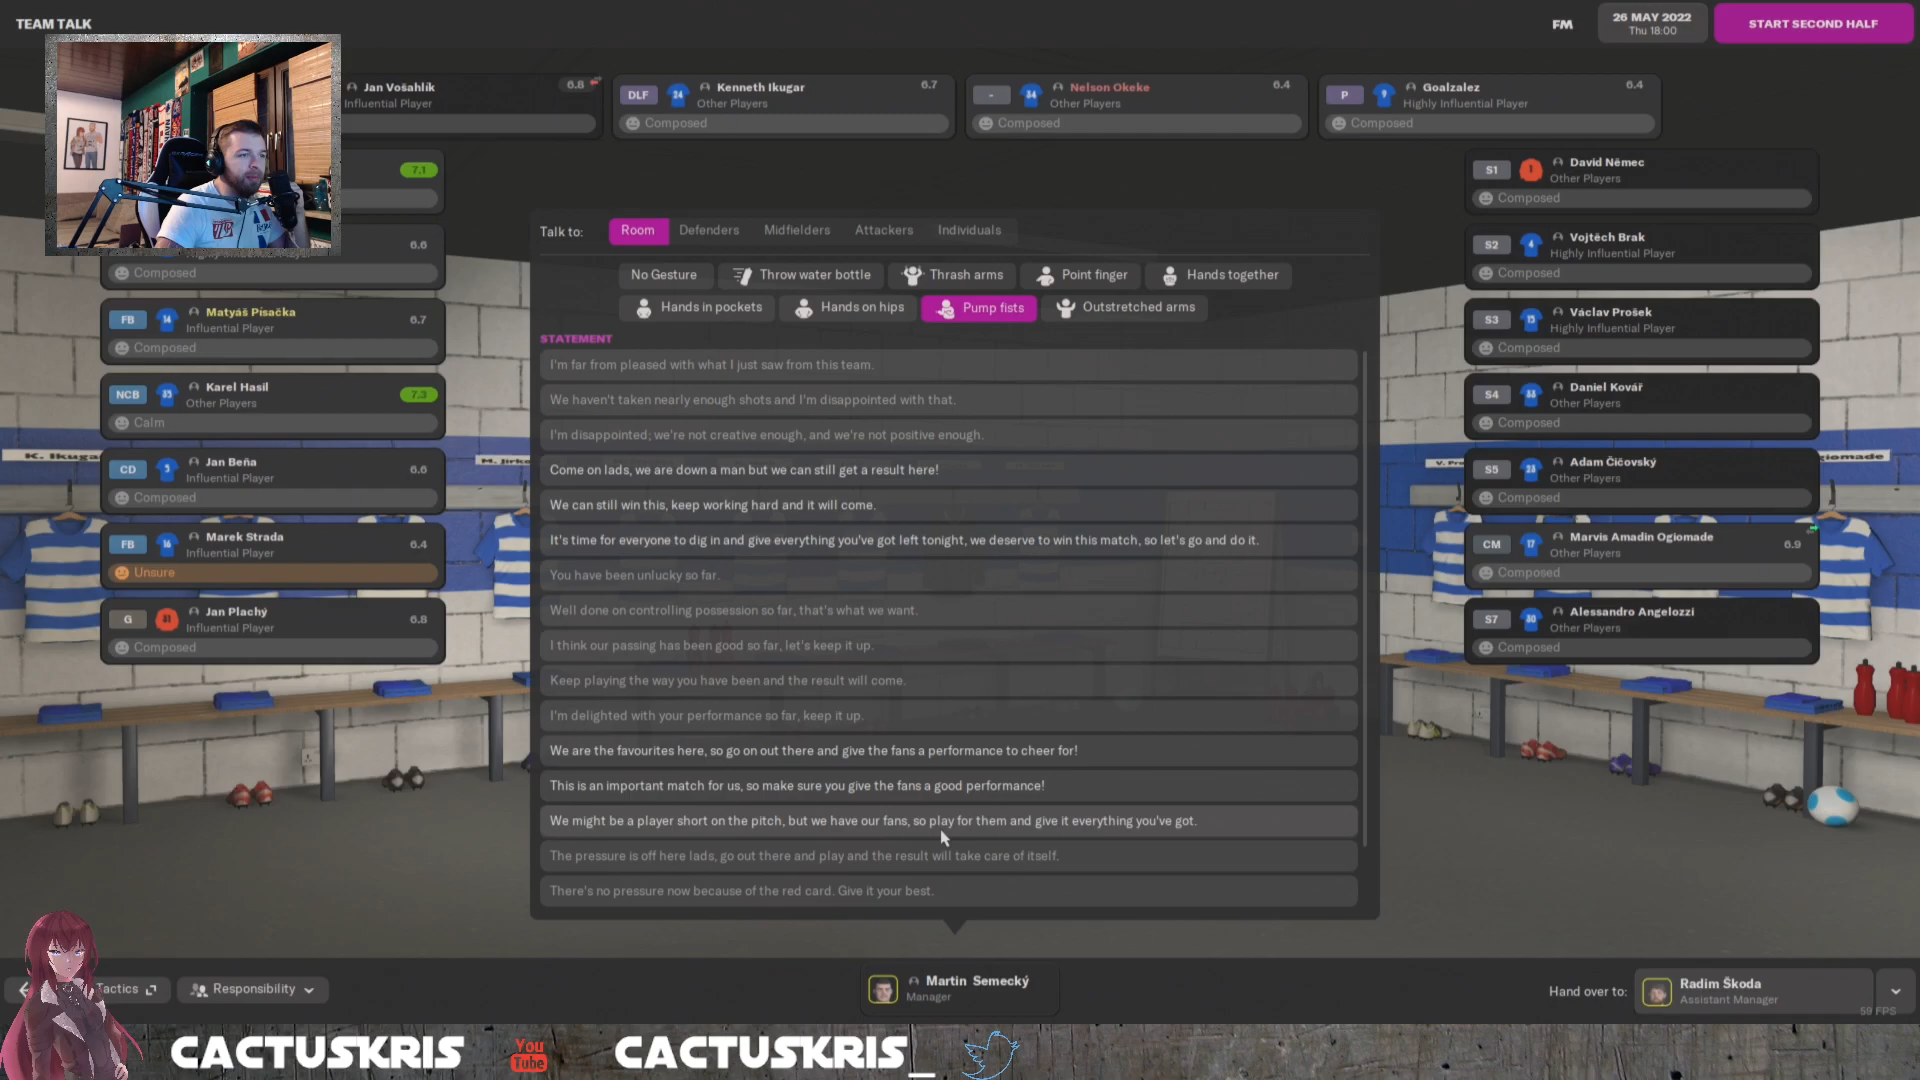 TEAM TALK
FM
26 MAY 2022
Thu 18:00
START SECOND HALF
Jan Vošahlík
Influential Player
6.8
DLF
24
Kenneth Ikugar
Other Players
6.7
Composed
-
34
Nelson Okeke
Other Players
6.4
Composed
P
9
Goalzalez
Highly Influential Player
6.4
Composed
7.1
6.6
Composed
FB
14
Matyáš Písačka
Influential Player
6.7
Composed
NCB
35
Karel Hasil
Other Players
7.3
Calm
CD
5
Jan Beňa
Influential Player
6.6
Composed
FB
16
Marek Strada
Influential Player
6.4
Unsure
G
31
Jan Plachý
Influential Player
6.8
Composed
K. Ikugar
Talk to:
Room
Defenders
Midfielders
Attackers
Individuals
No Gesture
Throw water bottle
Thrash arms
Point finger
Hands together
Hands in pockets
Hands on hips
Pump fists
Outstretched arms
STATEMENT
I'm far from pleased with what I just saw from this team.
We haven't taken nearly enough shots and I'm disappointed with that.
I'm disappointed; we're not creative enough, and we're not positive enough.
Come on lads, we are down a man but we can still get a result here!
We can still win this, keep working hard and it will come.
It's time for everyone to dig in and give everything you've got left tonight, we deserve to win this match, so let's go and do it.
You have been unlucky so far.
Well done on controlling possession so far, that's what we want.
I think our passing has been good so far, let's keep it up.
Keep playing the way you have been and the result will come.
I'm delighted with your performance so far, keep it up.
We are the favourites here, so go on out there and give the fans a performance to cheer for!
This is an important match for us, so make sure you give the fans a good performance!
We might be a player short on the pitch, but we have our fans, so play for them and give it everything you've got.
The pressure is off here lads, go out there and play and the result will take care of itself.
There's no pressure now because of the red card. Give it your best.
S1
1
David Němec
Other Players
Composed
S2
4
Vojtěch Brak
Highly Influential Player
Composed
S3
15
Václav Prošek
Highly Influential Player
Composed
S4
Daniel Kovář
Other Players
Composed
S5
Adam Čičovský
Other Players
Composed
CM
17
Marvis Amadin Ogiomade
Other Players
6.9
Composed
S7
30
Alessandro Angelozzi
Other Players
Composed
Tactics
Responsibility
Martin Semecký
Manager
Hand over to:
Radim Škoda
Assistant Manager
59 FPS
CACTUSKRIS
You
Tube
CACTUSKRIS_